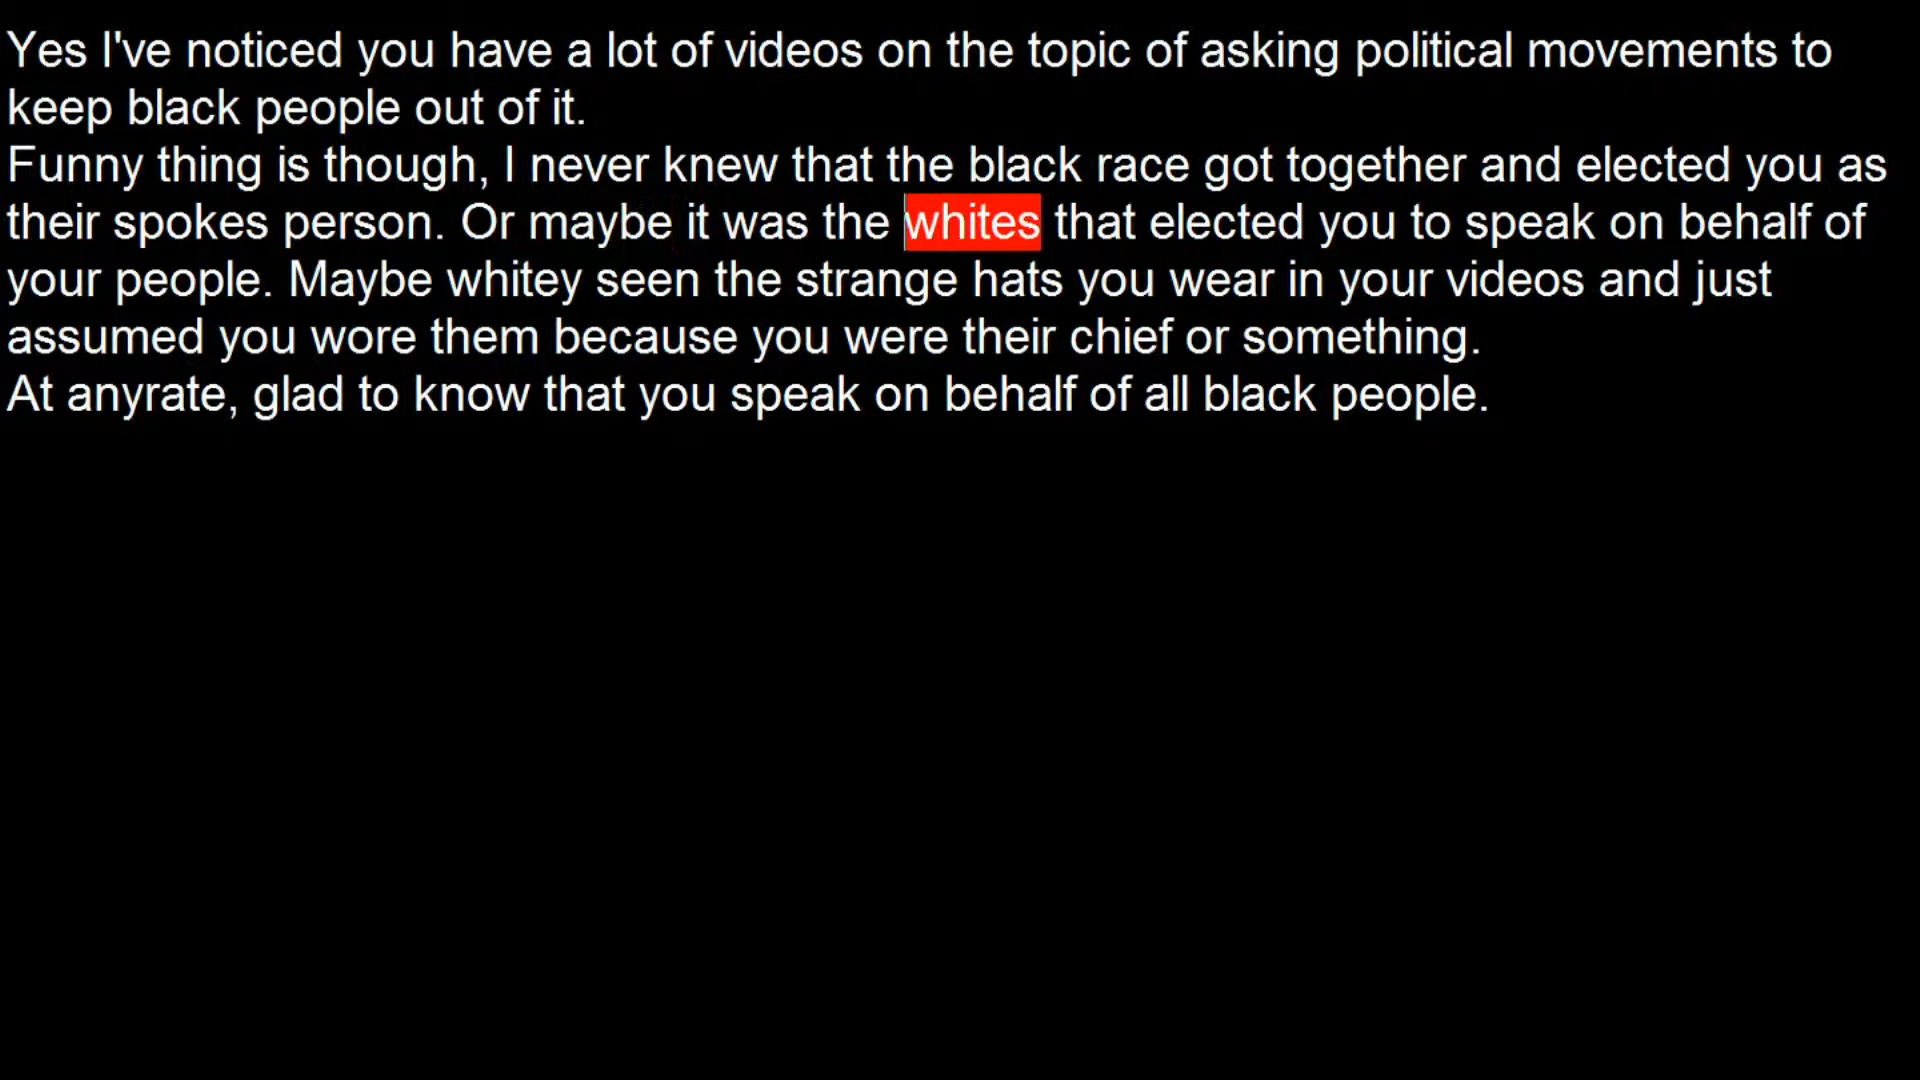 Yes I've noticed you have a lot of videos on the topic of asking political movements to
keep black people out of it.
Funny thing is though, I never knew that the black race got together and elected you as
their spokes person. Or maybe it was the whites that elected you to speak on behalf of
your people. Maybe whitey seen the strange hats you wear in your videos and just
assumed you wore them because you were their chief or something.
At anyrate, glad to know that you speak on behalf of all black people.